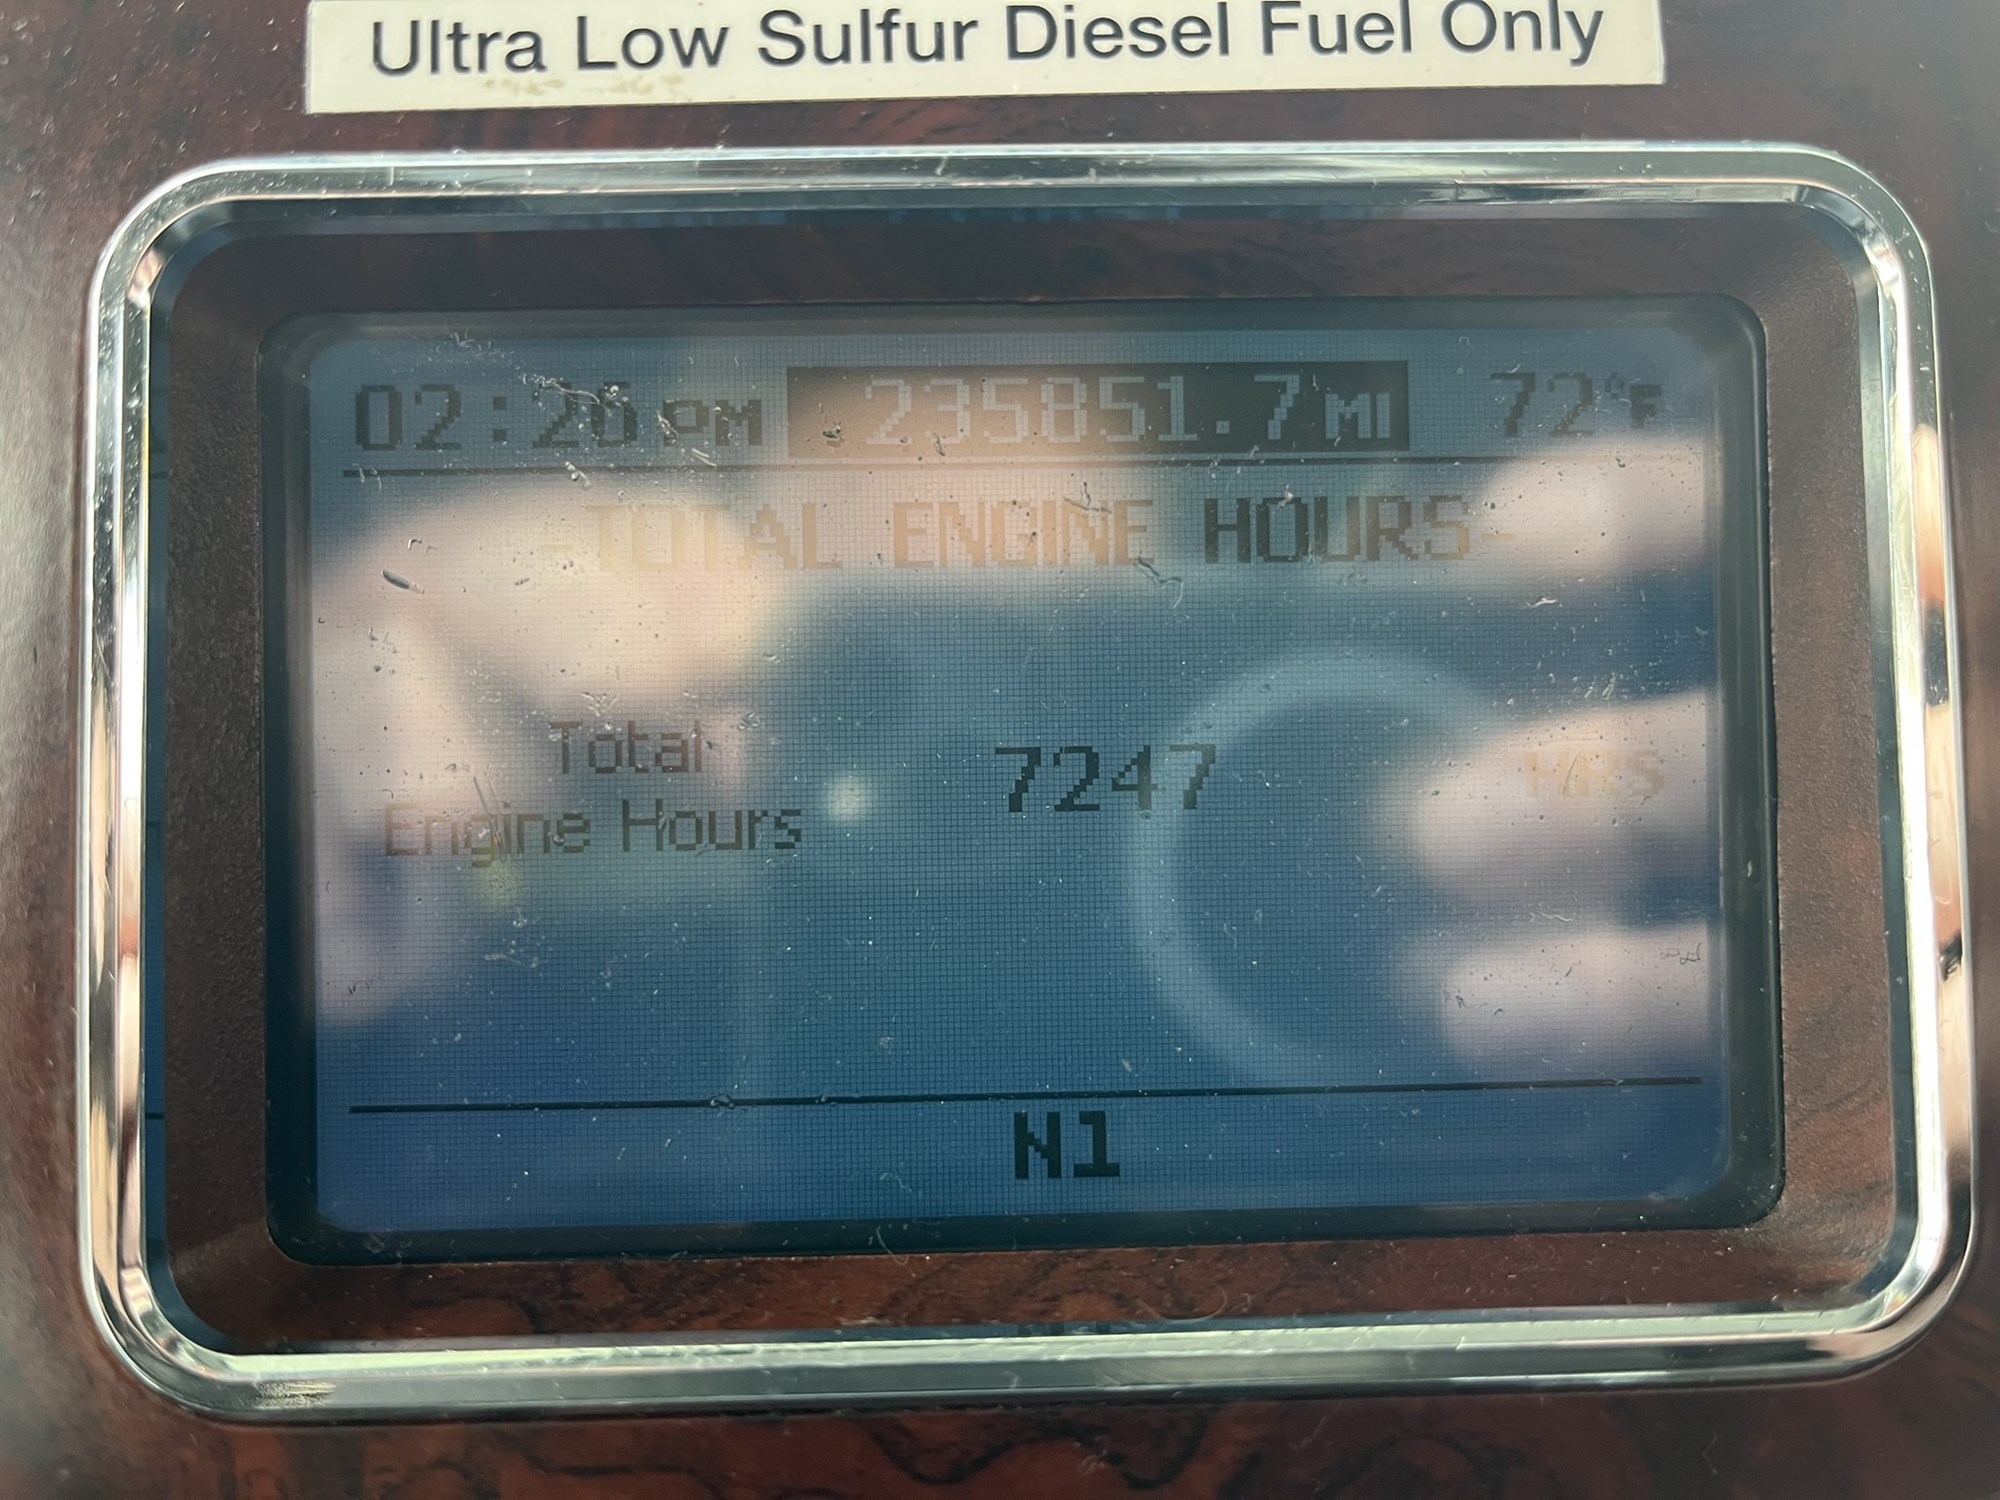 Ultra Low Sulfur Diesel Fuel Only
02:26 PM 235851.7 MI 72°F
-TOTAL ENGINE HOURS-
Total
Engine Hours 7247 HRS
N1